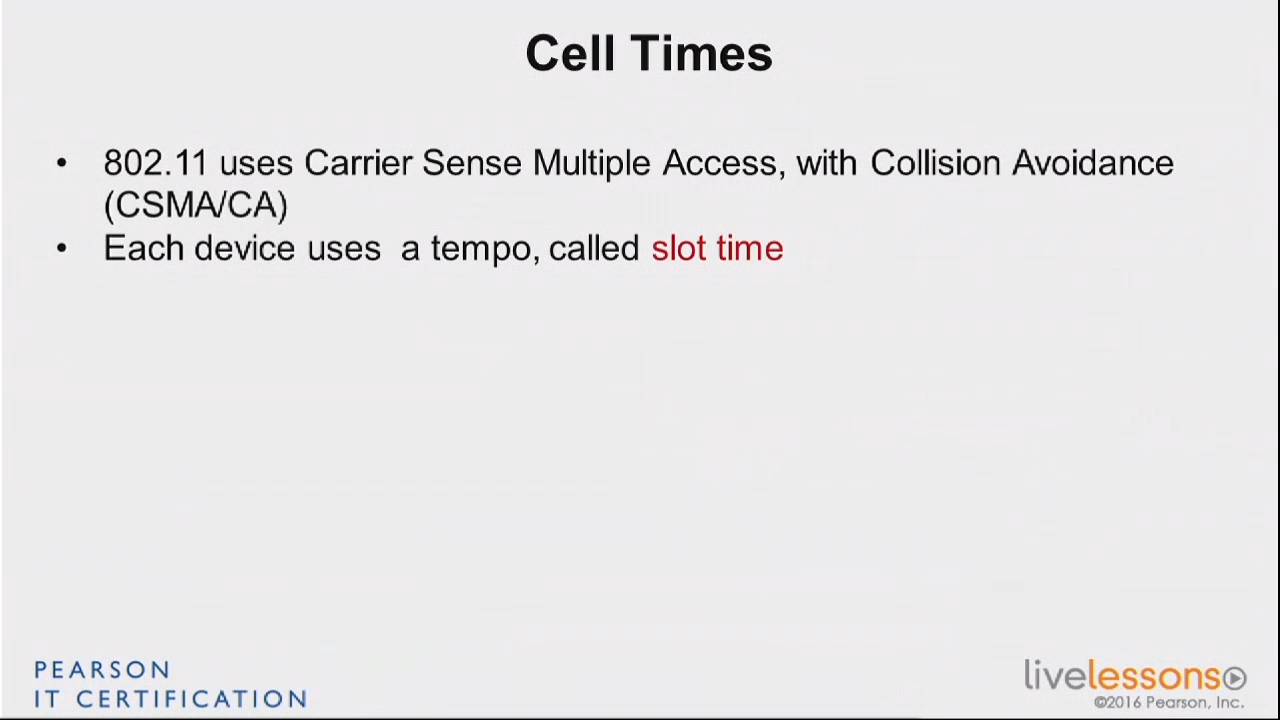 Cell Times
• 802.11 uses Carrier Sense Multiple Access, with Collision Avoidance
(CSMA/CA)
• Each device uses a tempo, called slot time
PEARSON
IT CERTIFICATION
livelessons
©2016 Pearson, Inc.